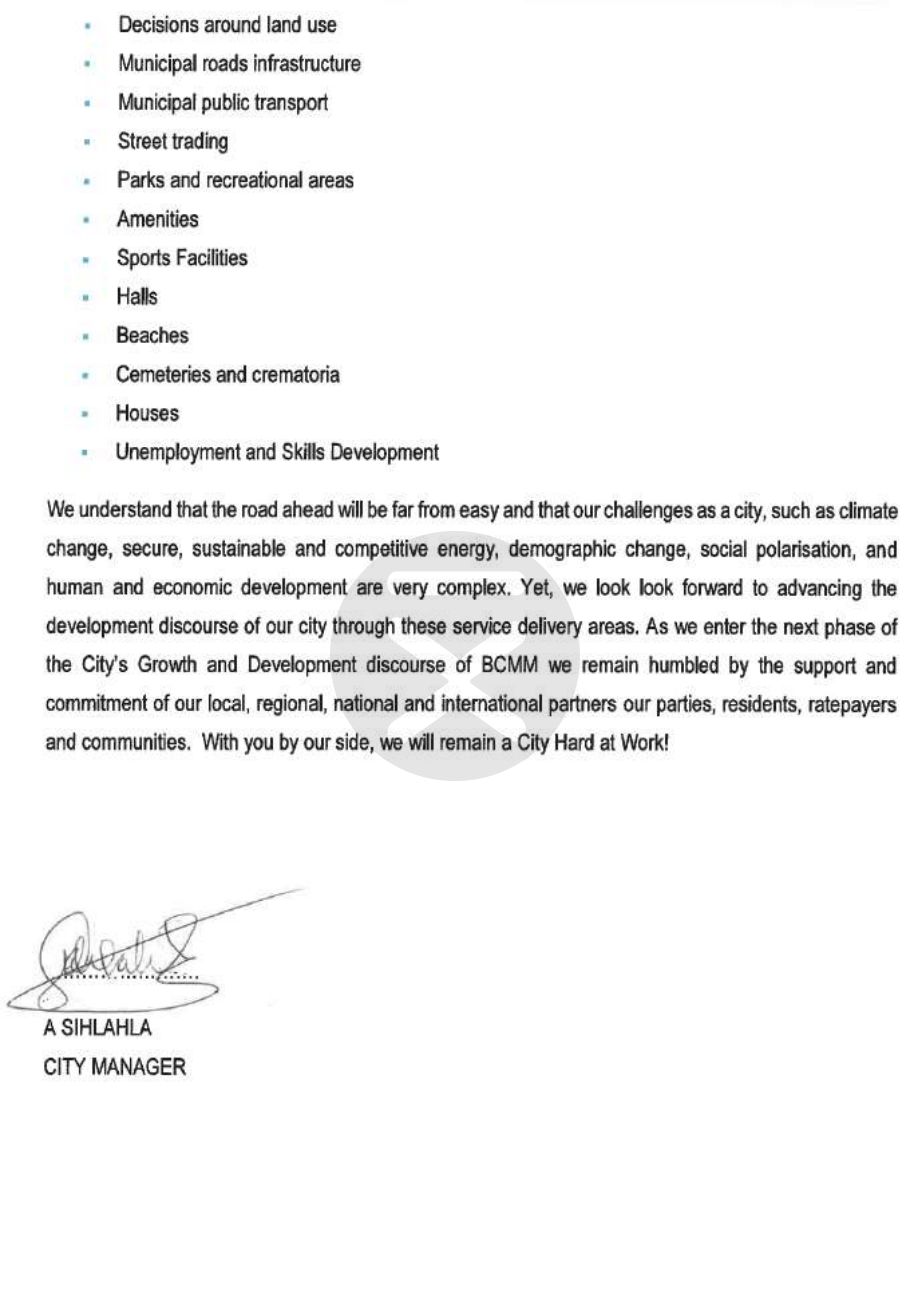 Decisions around land use
Municipal roads infrastructure
Municipal public transport
Street trading
Parks and recreational areas
Amenities
Sports Facilities
Halls
Beaches
Cemeteries and crematoria
Houses
Unemployment and Skills Development
We understand that the road ahead will be far from easy and that our challenges as a city, such as climate
change, secure, sustainable and competitive energy, demographic change, social polarisation, and
human and economic development are very complex. Yet, we look look forward to advancing the
development discourse of our city through these service delivery areas. As we enter the next phase of
the City's Growth and Development discourse of BCMM we remain humbled by the support and
commitment of our local, regional, national and international partners our parties, residents, ratepayers
and communities.  With you by our side, we will remain a City Hard at Work!
A SIHLAHLA
CITY MANAGER